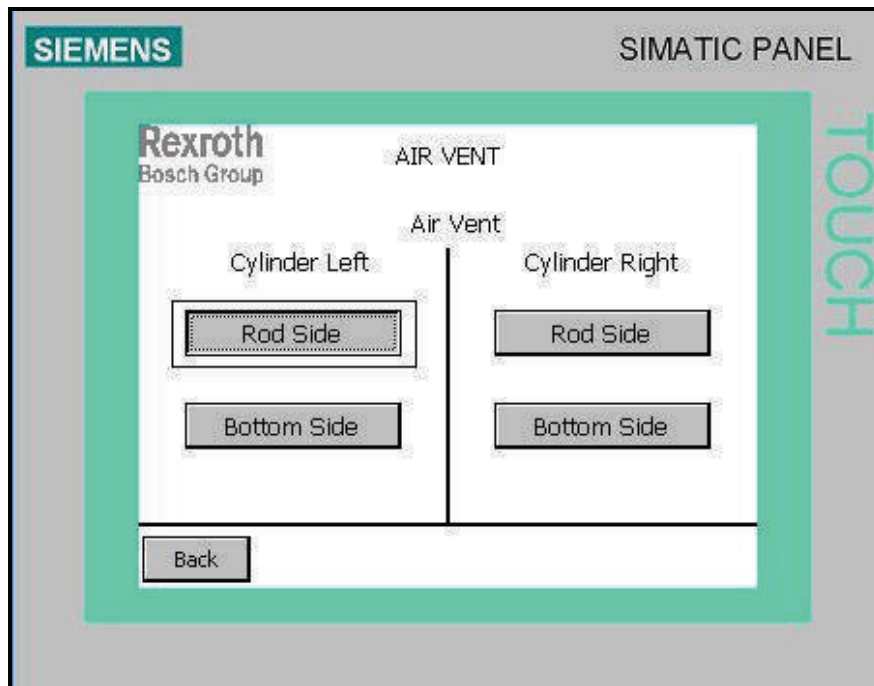 SIEMENS
SIMATIC PANEL
TOUCH
Rexroth
Bosch Group
AIR VENT
Air Vent
Cylinder Left
Cylinder Right
Rod Side
Rod Side
Bottom Side
Bottom Side
Back